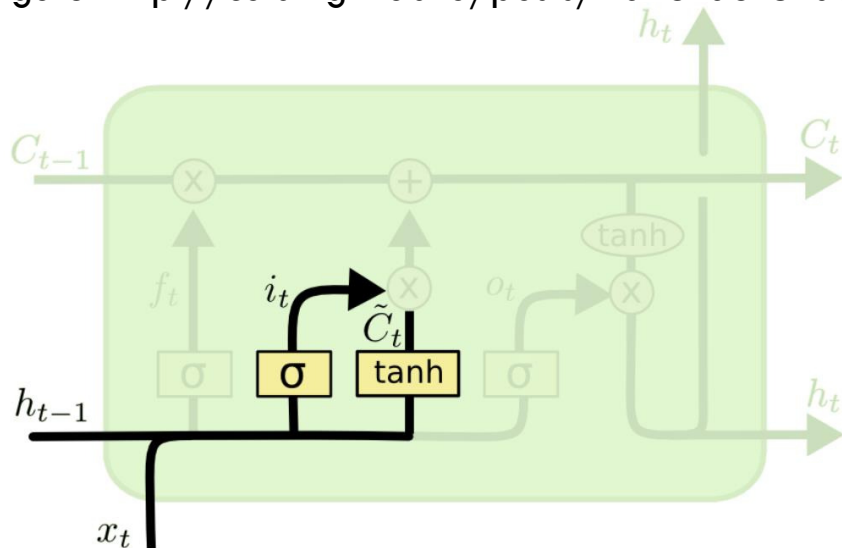 h_t
C_{t-1}
C_t
x
+
tanh
f_t
i_t
x
o_t
x
C̃_t
σ
σ
tanh
σ
h_{t-1}
h_t
x_t